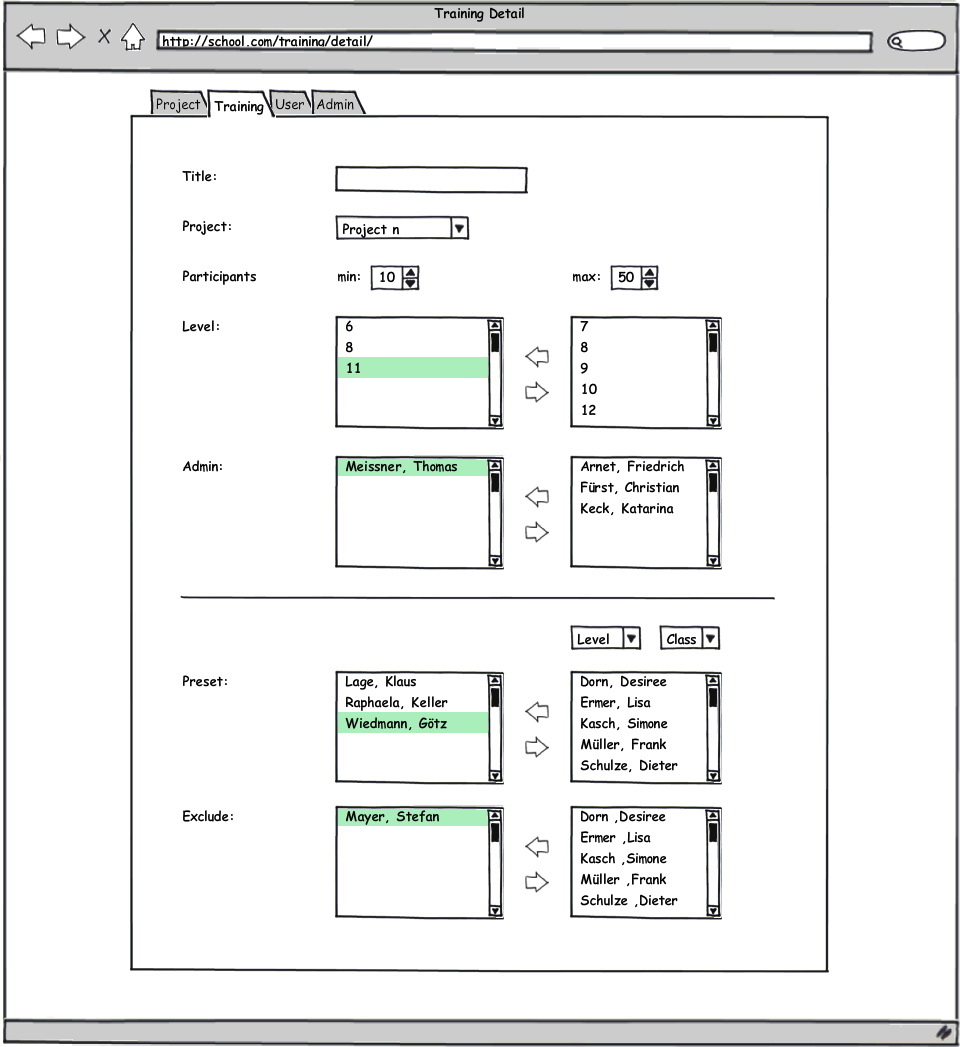 Training Detail
X http://school.com/training/detail/
Project Training User Admin
Title:
Project: Project n
Participants min: 10 max: 50
Level: 6 7
8 8
11 9
10
12
Admin: Meissner, Thomas Arnet, Friedrich
Fürst, Christian
Keck, Katarina
Level Class
Preset: Lage, Klaus Dorn, Desiree
Raphaela, Keller Ermer, Lisa
Wiedmann, Götz Kasch, Simone
Müller, Frank
Schulze, Dieter
Exclude: Mayer, Stefan Dorn ,Desiree
Ermer ,Lisa
Kasch ,Simone
Müller ,Frank
Schulze ,Dieter